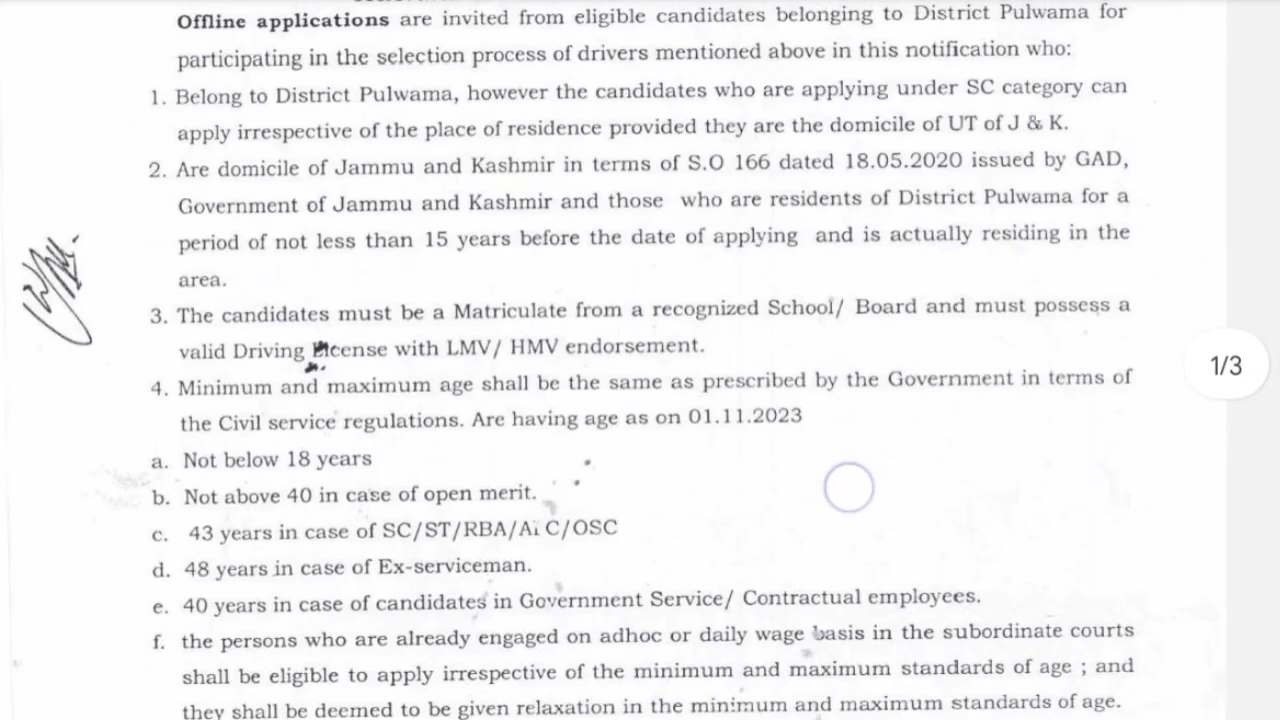 Offline applications are invited from eligible candidates belonging to District Pulwama for
participating in the selection process of drivers mentioned above in this notification who:
1. Belong to District Pulwama, however the candidates who are applying under SC category can
apply irrespective of the place of residence provided they are the domicile of UT of J & K.
2. Are domicile of Jammu and Kashmir in terms of S.O 166 dated 18.05.2020 issued by GAD,
Government of Jammu and Kashmir and those who are residents of District Pulwama for a
period of not less than 15 years before the date of applying and is actually residing in the
area.
3. The candidates must be a Matriculate from a recognized School/ Board and must possess a
valid Driving License with LMV/ HMV endorsement.
4. Minimum and maximum age shall be the same as prescribed by the Government in terms of
the Civil service regulations. Are having age as on 01.11.2023
a. Not below 18 years
b. Not above 40 in case of open merit.
c. 43 years in case of SC/ST/RBA/ALC/OSC
d. 48 years in case of Ex-serviceman.
e. 40 years in case of candidates in Government Service/ Contractual employees.
f. the persons who are already engaged on adhoc or daily wage basis in the subordinate courts
shall be eligible to apply irrespective of the minimum and maximum standards of age ; and
they shall be deemed to be given relaxation in the minimum and maximum standards of age.
1/3